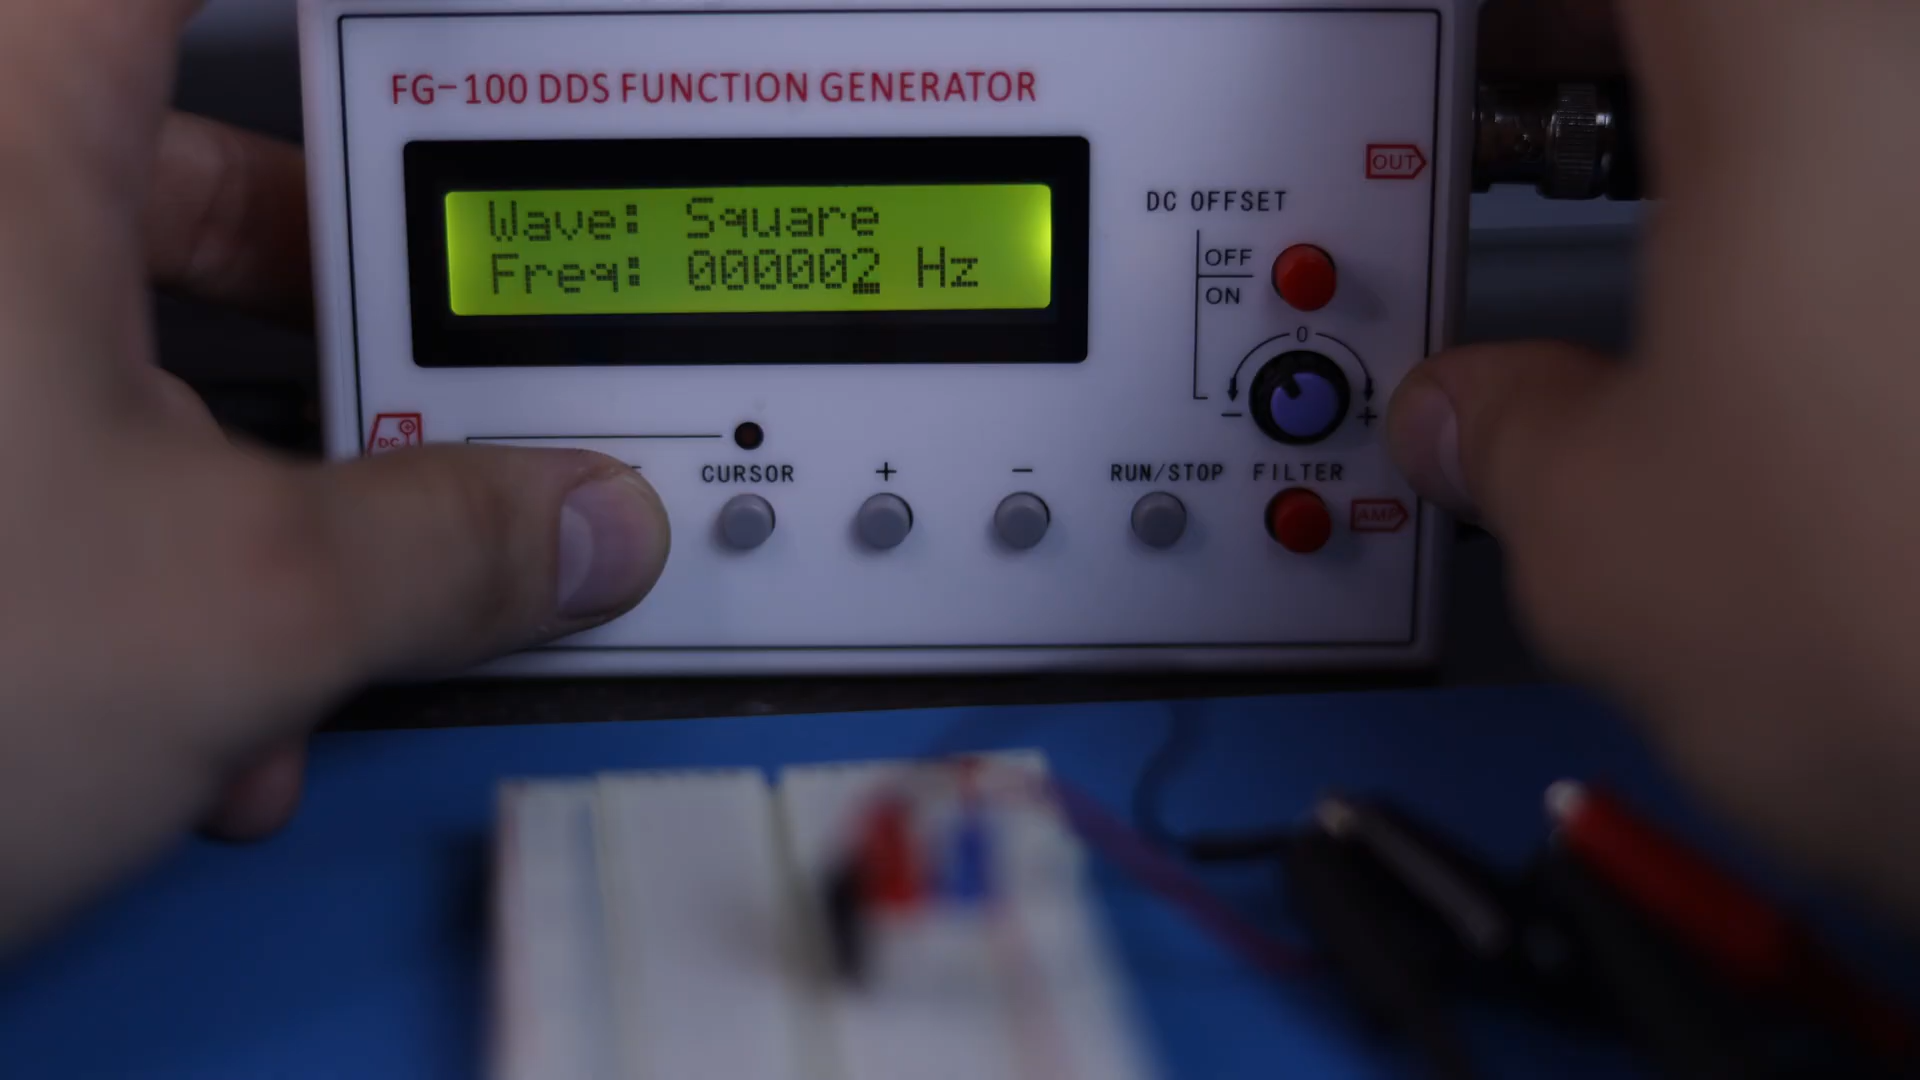 FG-100 DDS FUNCTION GENERATOR
Wave: Square
Freq: 000002 Hz
OUT
DC OFFSET
OFF
ON
0
- +
DC
CURSOR + - RUN/STOP FILTER
AMP